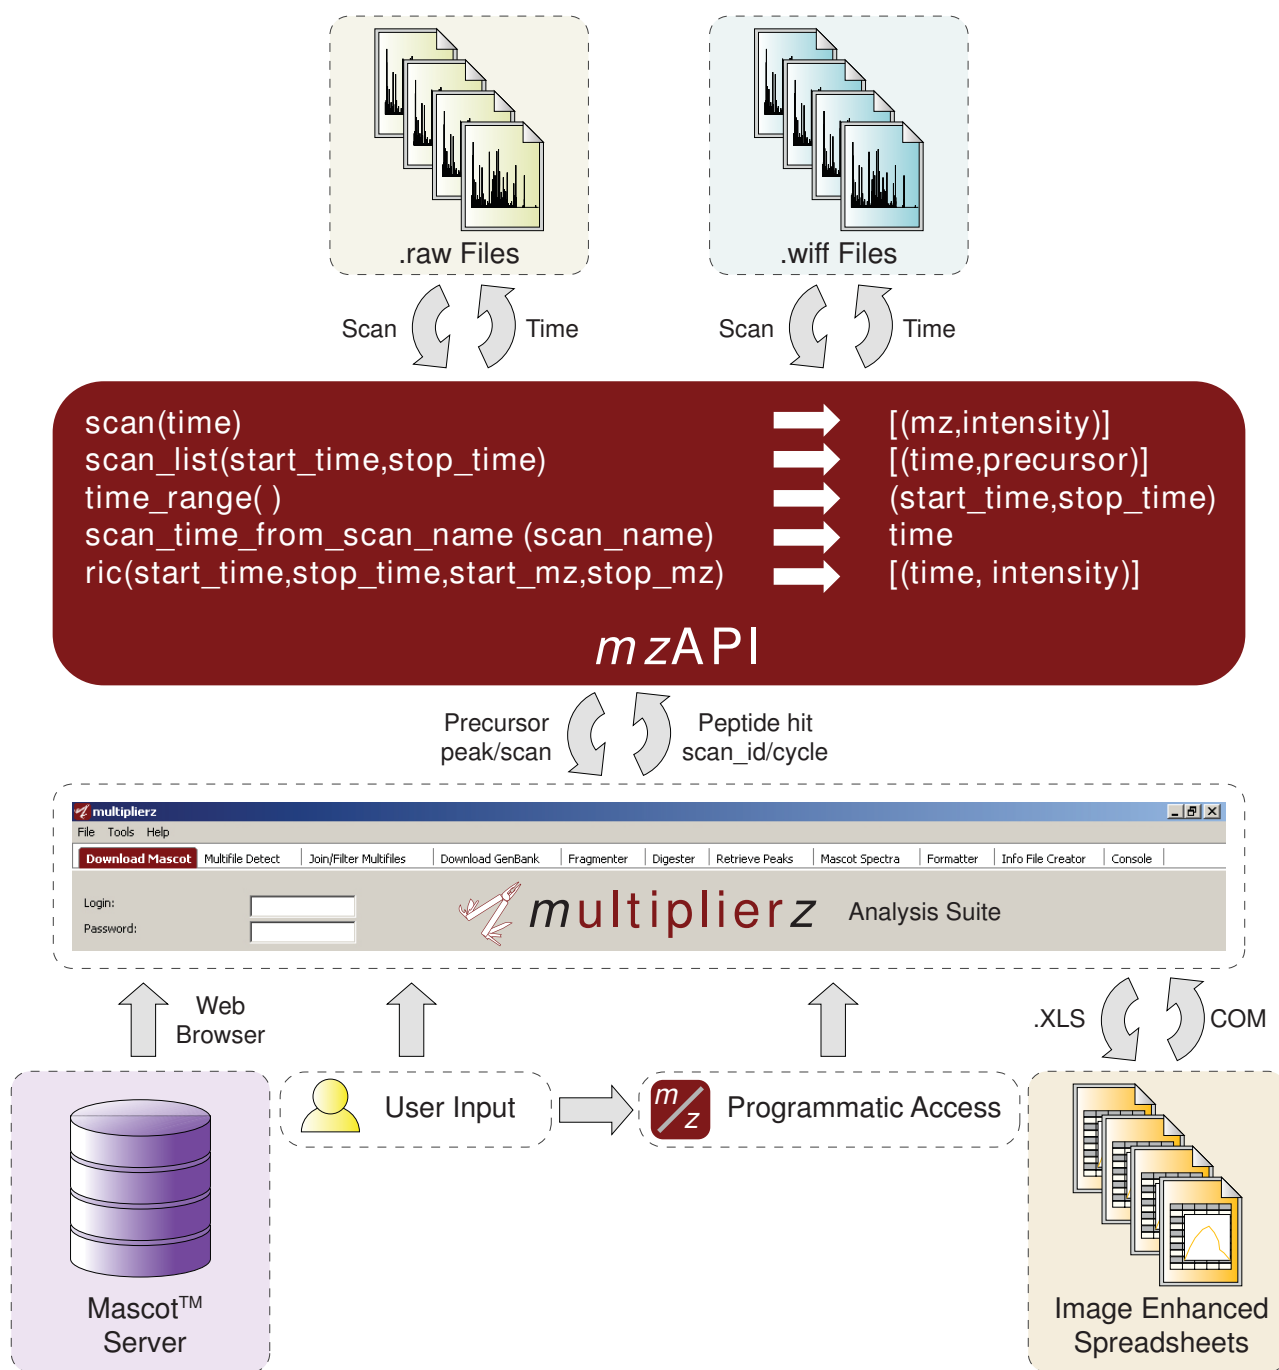 .raw Files
.wiff Files
Scan
Time
Scan
Time
scan(time)
[(mz,intensity)]
scan_list(start_time,stop_time)
[(time,precursor)]
time_range( )
(start_time,stop_time)
scan_time_from_scan_name (scan_name)
time
ric(start_time,stop_time,start_mz,stop_mz)
[(time, intensity)]
mzAPI
Precursor
peak/scan
Peptide hit
scan_id/cycle
multiplierz
File Tools Help
Download Mascot Multifile Detect Join/Filter Multifiles Download GenBank Fragmenter Digester Retrieve Peaks Mascot Spectra Formatter Info File Creator Console
Login:
Password:
multiplierz Analysis Suite
Web
Browser
.XLS
COM
User Input
m/z
Programmatic Access
Mascot™
Server
Image Enhanced
Spreadsheets